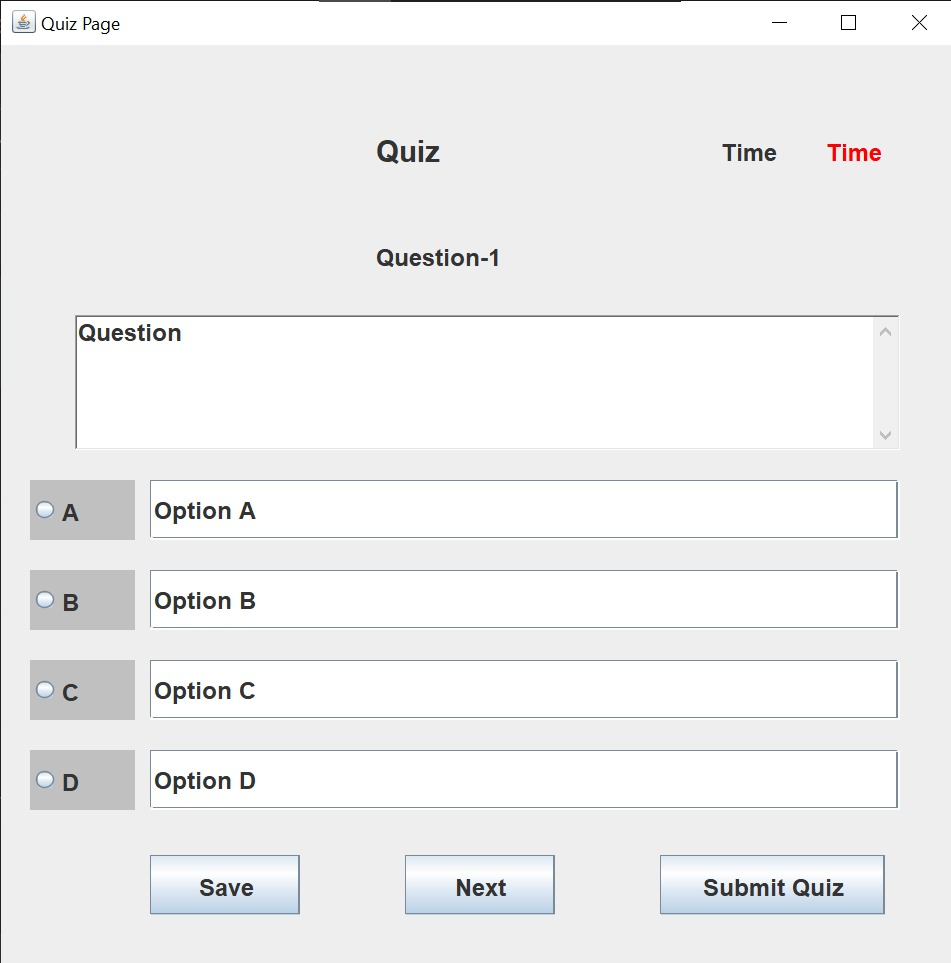 Quiz Page
Quiz Time Time
Question-1
Question
A Option A
B Option B
C Option C
D Option D
Save Next Submit Quiz